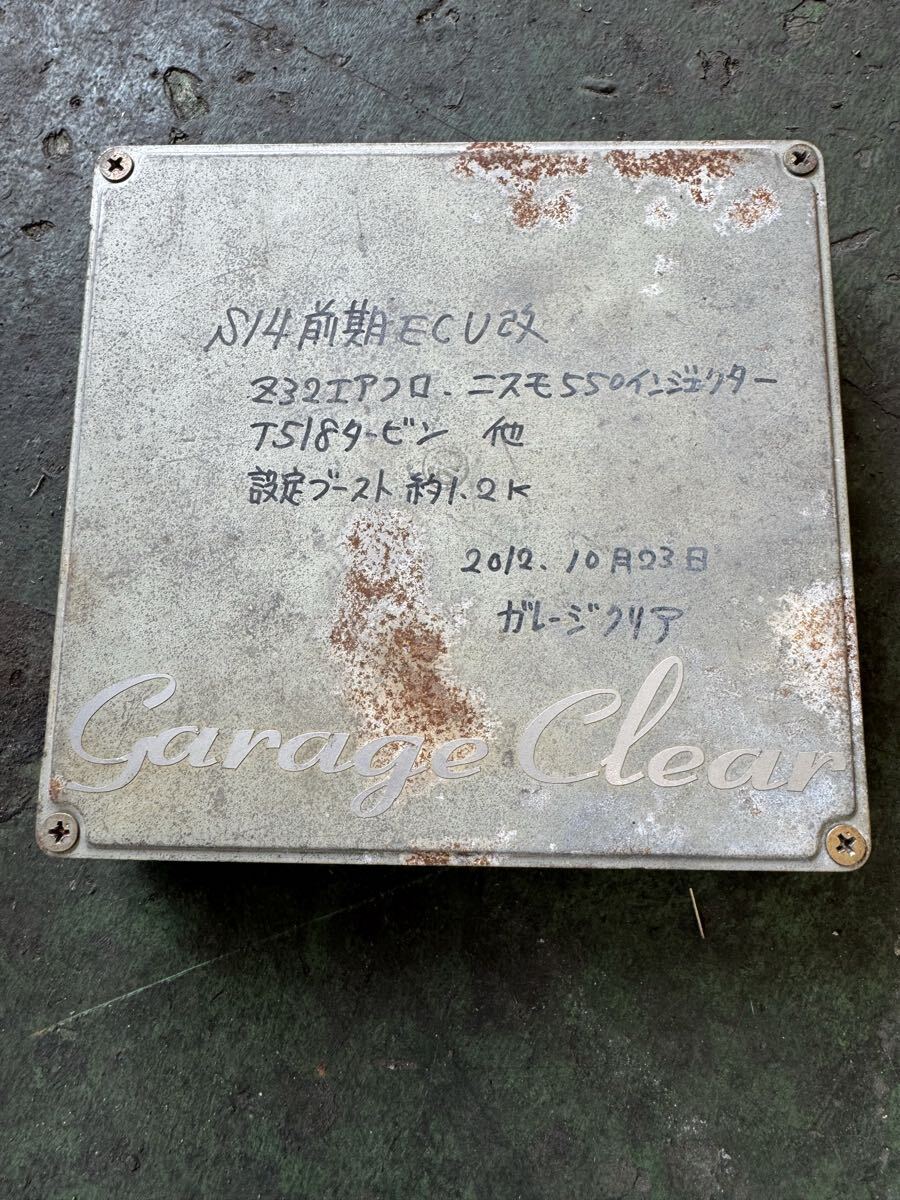 S14前期ECU改
Z32エアフロ、ニスモ550インジェクター
T518タービン 他
設定ブースト約1.2K
2012.10月23日
ガレージクリア
Garage Clear